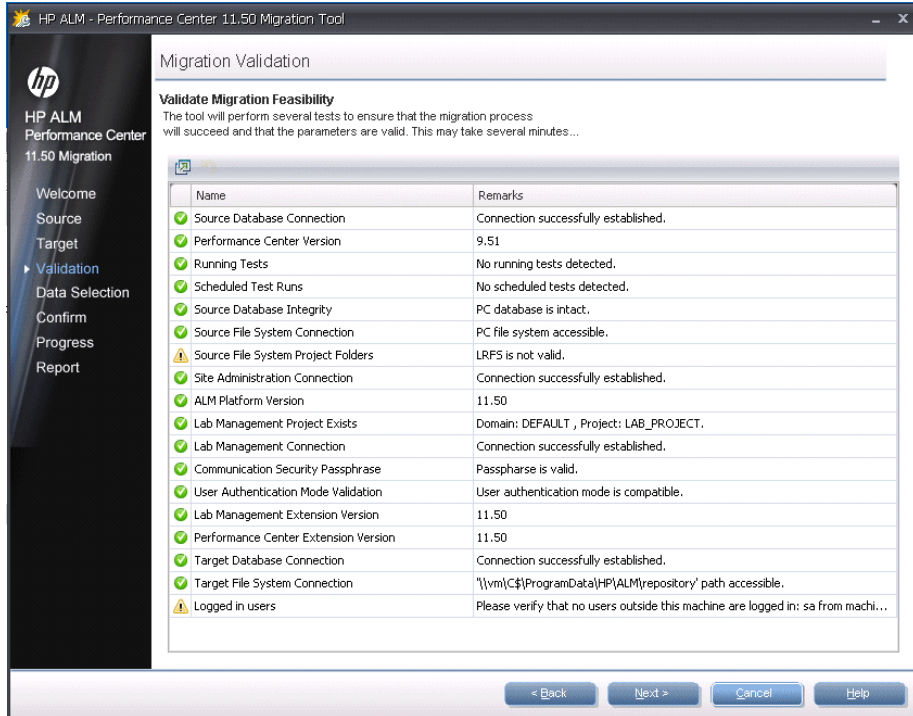 HP ALM - Performance Center 11.50 Migration Tool
hp
HP ALM
Performance Center
11.50 Migration
Welcome
Source
Target
Validation
Data Selection
Confirm
Progress
Report
Migration Validation
Validate Migration Feasibility
The tool will perform several tests to ensure that the migration process
will succeed and that the parameters are valid. This may take several minutes...
Name Remarks
Source Database Connection Connection successfully established.
Performance Center Version 9.51
Running Tests No running tests detected.
Scheduled Test Runs No scheduled tests detected.
Source Database Integrity PC database is intact.
Source File System Connection PC file system accessible.
Source File System Project Folders LRFS is not valid.
Site Administration Connection Connection successfully established.
ALM Platform Version 11.50
Lab Management Project Exists Domain: DEFAULT , Project: LAB_PROJECT.
Lab Management Connection Connection successfully established.
Communication Security Passphrase Passpharse is valid.
User Authentication Mode Validation User authentication mode is compatible.
Lab Management Extension Version 11.50
Performance Center Extension Version 11.50
Target Database Connection Connection successfully established.
Target File System Connection '\\vm\C$\ProgramData\HP\ALM\repository' path accessible.
Logged in users Please verify that no users outside this machine are logged in: sa from machi...
< Back Next > Cancel Help